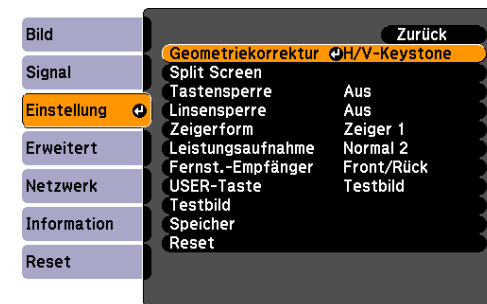 Bild
Signal
Einstellung
Erweitert
Netzwerk
Information
Reset
Zurück
Geometriekorrektur H/V-Keystone
Split Screen
Tastensperre Aus
Linsensperre Aus
Zeigerform Zeiger 1
Leistungsaufnahme Normal 2
Fernst.-Empfänger Front/Rück
USER-Taste Testbild
Testbild
Speicher
Reset